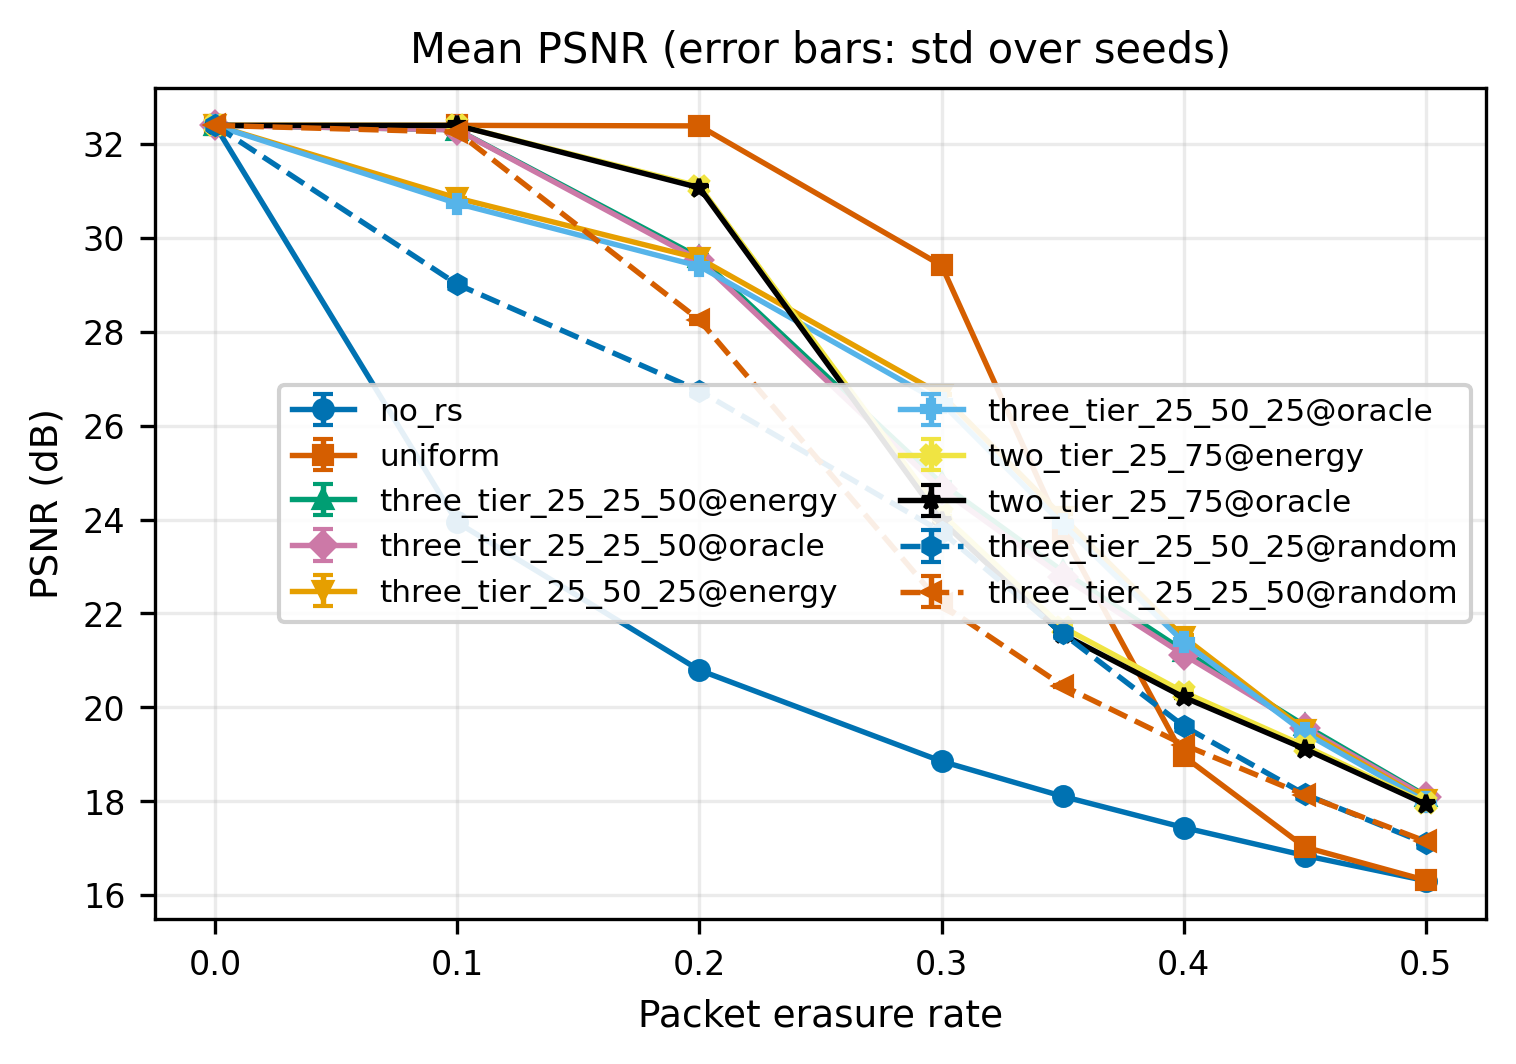 Mean PSNR (error bars: std over seeds)
PSNR (dB)
32
30
28
26
24
22
20
18
16
no_rs
uniform
three_tier_25_25_50@energy
three_tier_25_25_50@oracle
three_tier_25_50_25@energy
three_tier_25_50_25@oracle
two_tier_25_75@energy
two_tier_25_75@oracle
three_tier_25_50_25@random
three_tier_25_25_50@random
0.0 0.1 0.2 0.3 0.4 0.5
Packet erasure rate